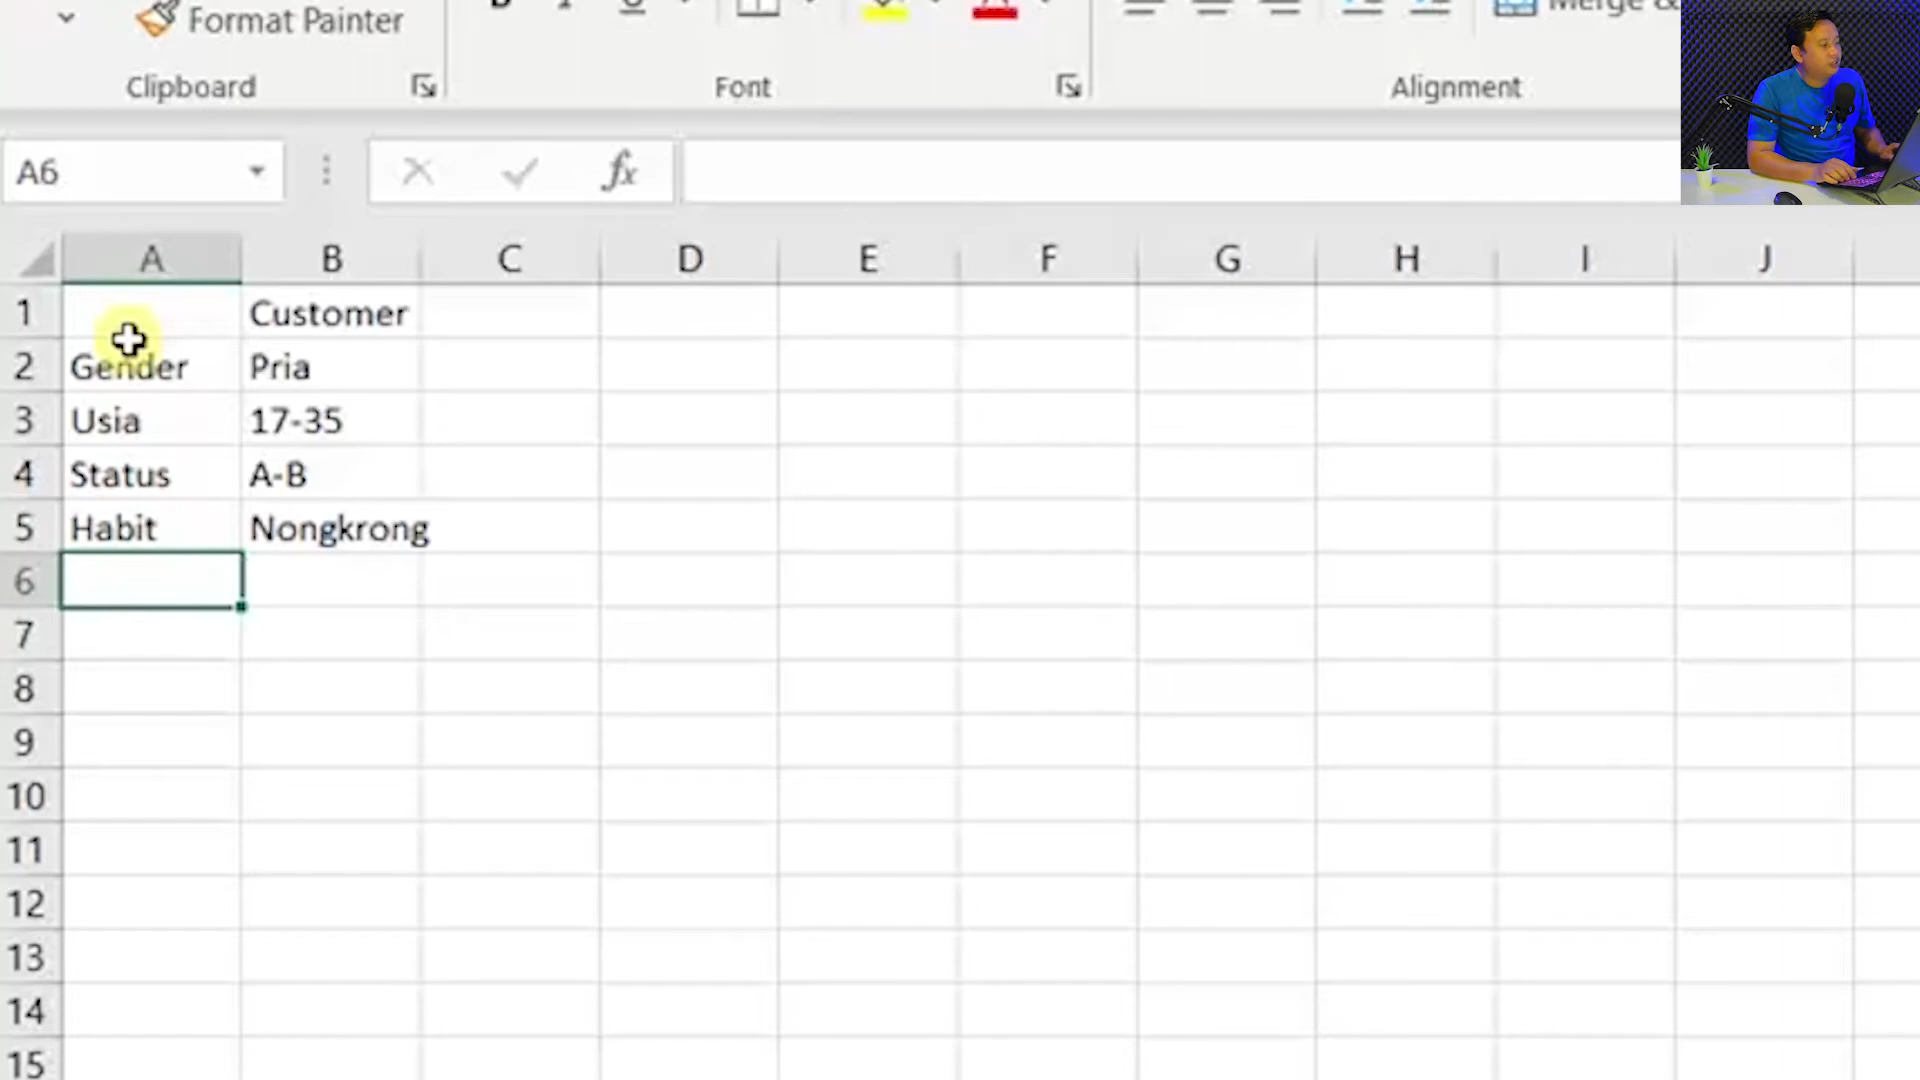 Format Painter
Clipboard
Font
Alignment
A6
fx
A B C D E F G H I J
1 Customer
2 Gender Pria
3 Usia 17-35
4 Status A-B
5 Habit Nongkrong
6
7
8
9
10
11
12
13
14
15